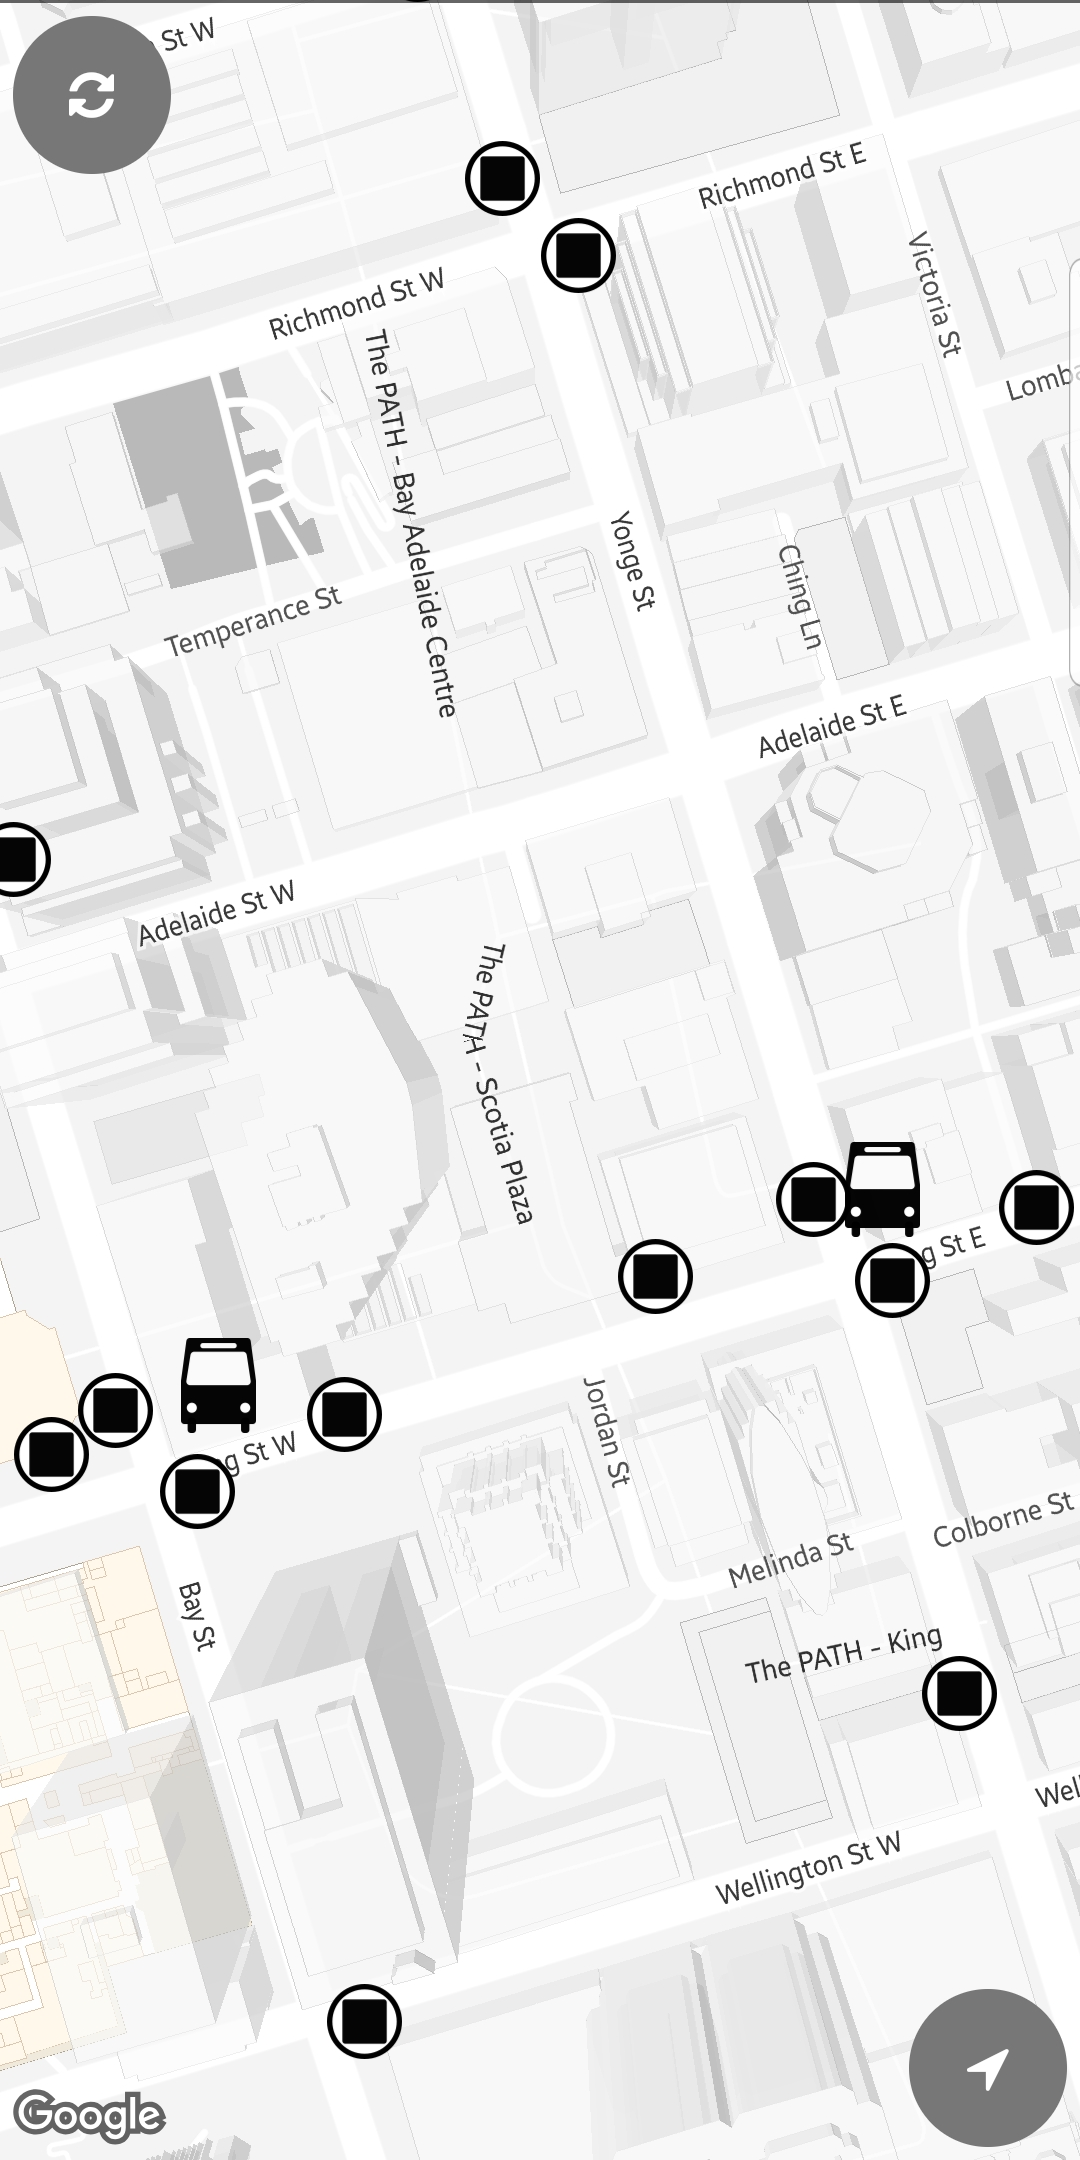 St W
Richmond St E
Victoria St
Richmond St W
The PATH - Bay Adelaide Centre
Yonge St
Ching Ln
Temperance St
Adelaide St E
Adelaide St W
The PATH - Scotia Plaza
g St E
Jordan St
g St W
Colborne St
Melinda St
Bay St
The PATH - King
Wellington St W
Google